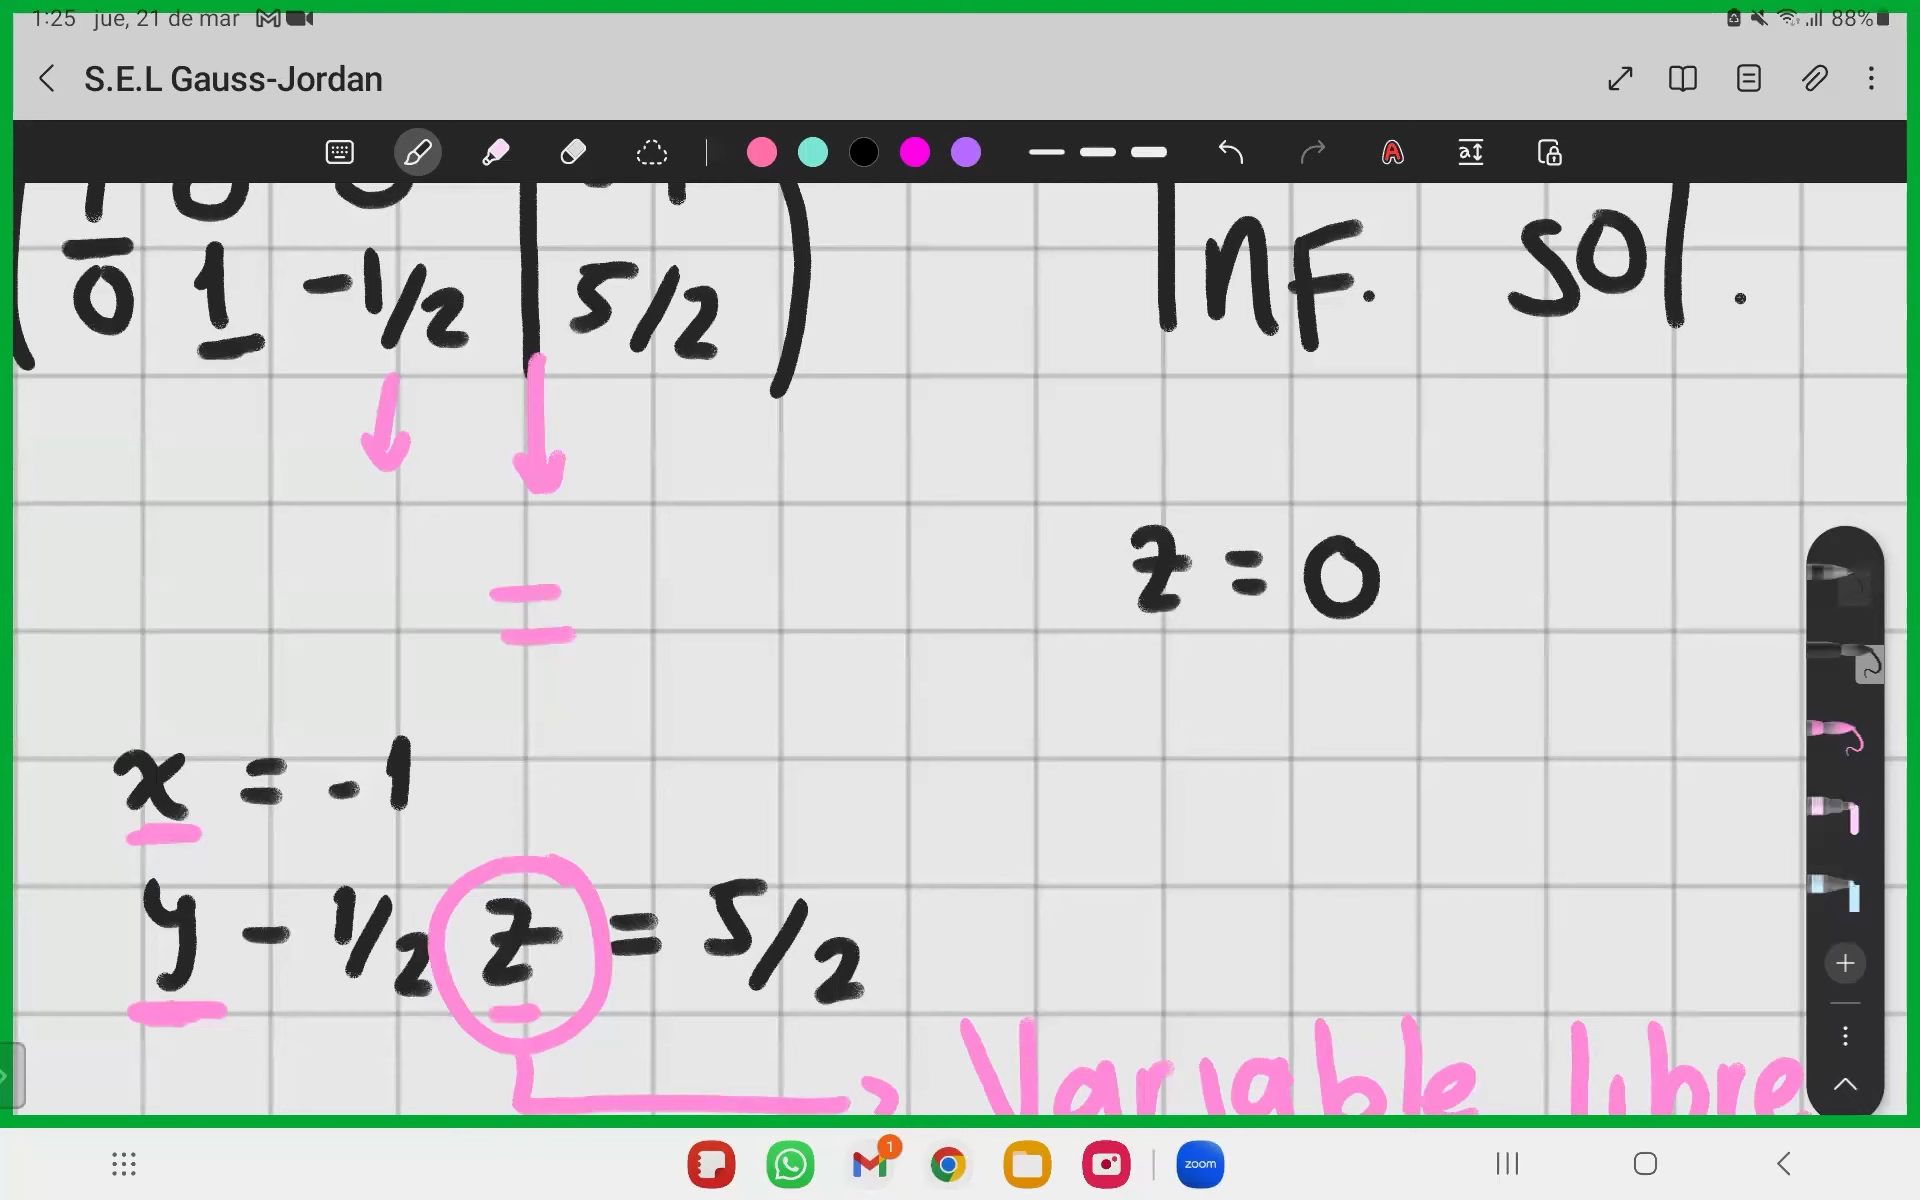 1:25 jue, 21 de mar
88%
S.E.L Gauss-Jordan
0 1 -1/2 | 5/2
Inf. sol.
z = 0
=
x = -1
y - 1/2 z = 5/2
Variable libre
1
zoom